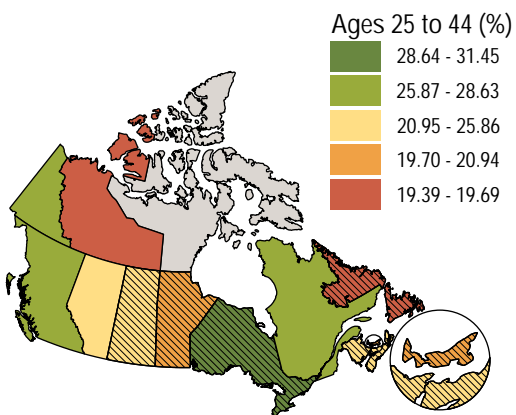 Ages 25 to 44 (%)
28.64 - 31.45
25.87 - 28.63
20.95 - 25.86
19.70 - 20.94
19.39 - 19.69